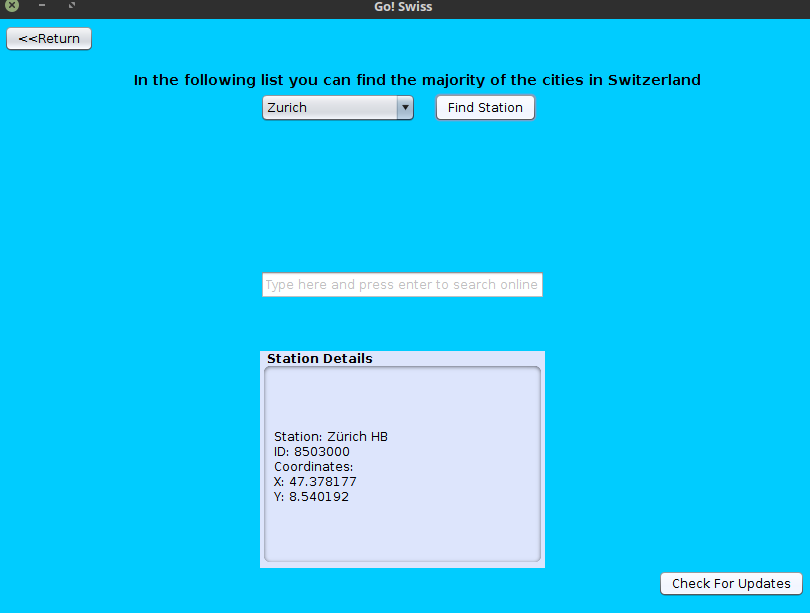 Go! Swiss
<<Return
In the following list you can find the majority of the cities in Switzerland
Zurich
Find Station
Type here and press enter to search online
Station Details
Station: Zürich HB
ID: 8503000
Coordinates:
X: 47.378177
Y: 8.540192
Check For Updates